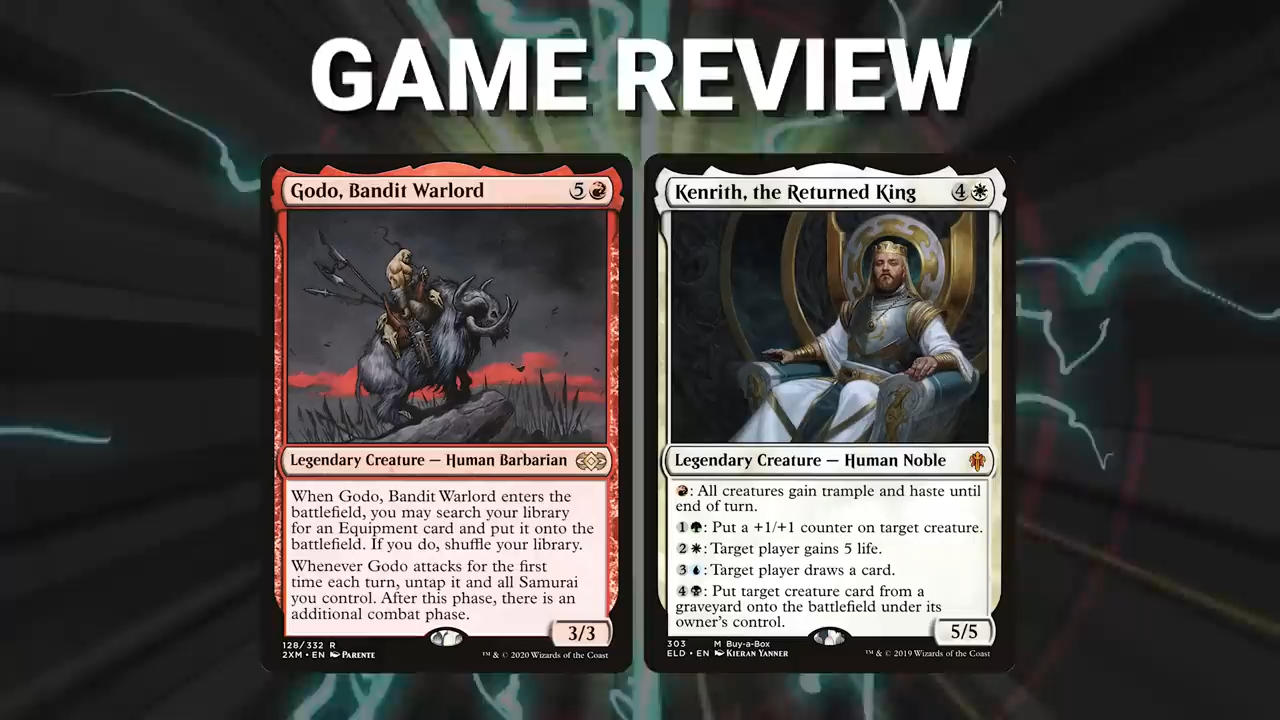 GAME REVIEW
Godo, Bandit Warlord 5
Legendary Creature — Human Barbarian
When Godo, Bandit Warlord enters the
battlefield, you may search your library
for an Equipment card and put it onto the
battlefield. If you do, shuffle your library.
Whenever Godo attacks for the first
time each turn, untap it and all Samurai
you control. After this phase, there is an
additional combat phase.
3/3
128/332 R
2XM • EN PARENTE
™ & © 2020 Wizards of the Coast
Kenrith, the Returned King 4
Legendary Creature — Human Noble
: All creatures gain trample and haste until
end of turn.
1 : Put a +1/+1 counter on target creature.
2 : Target player gains 5 life.
3 : Target player draws a card.
4 : Put target creature card from a
graveyard onto the battlefield under its
owner's control.
5/5
303 M Buy-a-Box
ELD • EN KIERAN YANNER
™ & © 2019 Wizards of the Coast